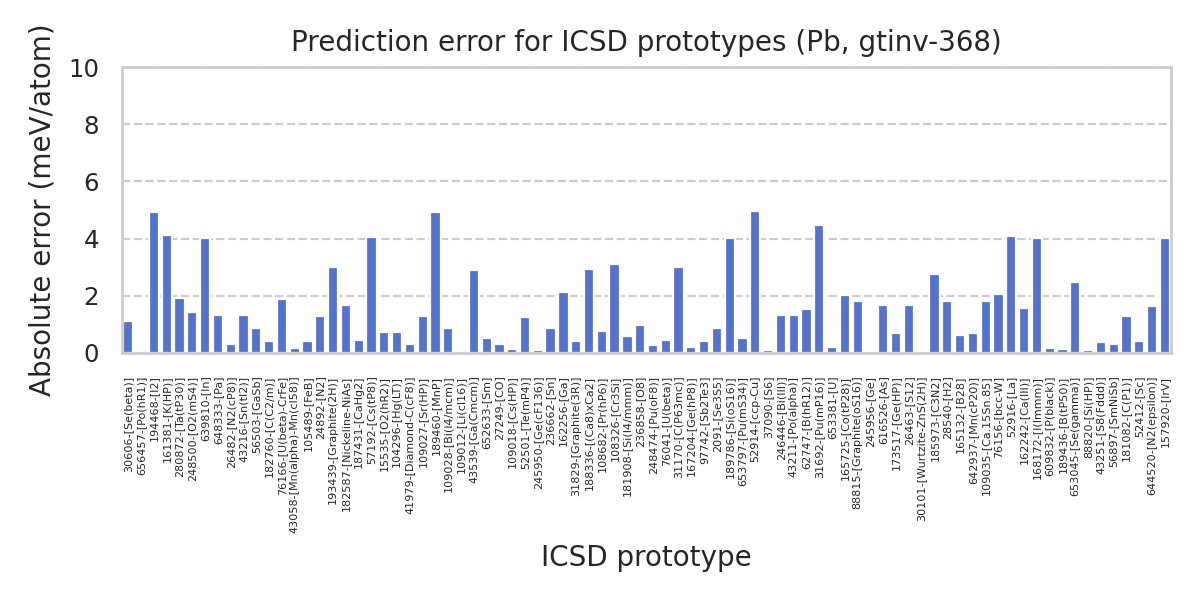 Prediction error for ICSD prototypes (Pb, gtinv-368)
Absolute error (meV/atom)
10
8
6
4
2
0
30606-[Se(beta)]
656457-[Po(hR1)]
194468-[I2]
161381-[K(HP)]
280872-[Ta(tP30)]
248500-[O2(mS4)]
639810-[In]
648333-[Pa]
26482-[N2(cP8)]
43216-[Sn(tI2)]
56503-[GaSb]
182760-[C(C2/m)]
76166-[U(beta)-CrFe]
43058-[Mn(alpha)-Mn(cI58)]
105489-[FeB]
24892-[N2]
193439-[Graphite(2H)]
182587-[Nickeline-NiAs]
187431-[CaHg2]
57192-[Cs(tP8)]
15535-[O2(hR2)]
104296-[Hg(LT)]
41979-[Diamond-C(cF8)]
109027-[Sr(HP)]
189460-[MnP]
109028-[Bi(I4/mcm)]
109012-[Li(cI16)]
43539-[Ga(Cmcm)]
652633-[Sm]
27249-[CO]
109018-[Cs(HP)]
52501-[Te(mP4)]
245950-[Ge(cF136)]
236662-[Sn]
162256-[Ga]
31829-[Graphite(3R)]
188336-[(Ca8)xCa2]
108682-[Pr(hP6)]
108326-[Cr3Si]
181908-[Si(I4/mmm)]
236858-[O8]
248474-[Pu(oF8)]
76041-[U(beta)]
31170-[C(P63mc)]
167204-[Ge(hP8)]
97742-[Sb2Te3]
2091-[Se3S5]
189786-[Si(oS16)]
653797-[Pu(mS34)]
52914-[ccp-Cu]
37090-[S6]
246446-[Bi(III)]
43211-[Po(alpha)]
62747-[B(hR12)]
31692-[Pu(mP16)]
653381-[U]
165725-[Co(tP28)]
88815-[Graphite(oS16)]
245956-[Ge]
616526-[As]
173517-[Ge(HP)]
26463-[S12]
30101-[Wurtzite-ZnS(2H)]
185973-[C3N2]
28540-[H2]
165132-[B28]
642937-[Mn(cP20)]
109035-[Ca.15Sn.85]
76156-[bcc-W]
52916-[La]
162242-[Ca(III)]
168172-[I(Immm)]
609832-[P(black)]
189436-[B(tP50)]
653045-[Se(gamma)]
88820-[Si(HP)]
43251-[S8(Fddd)]
56897-[SmNiSb]
181082-[C(P1)]
52412-[Sc]
644520-[N2(epsilon)]
157920-[IrV]
ICSD prototype